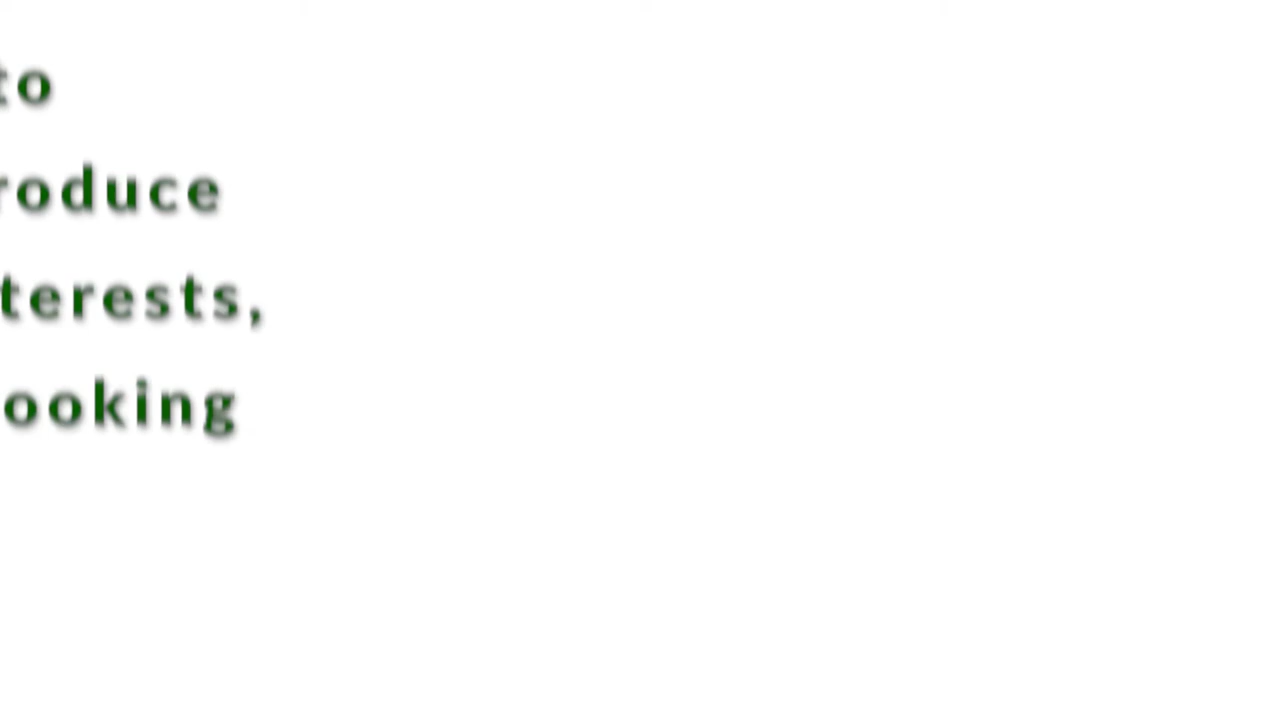 to
roduce
terests,
ooking